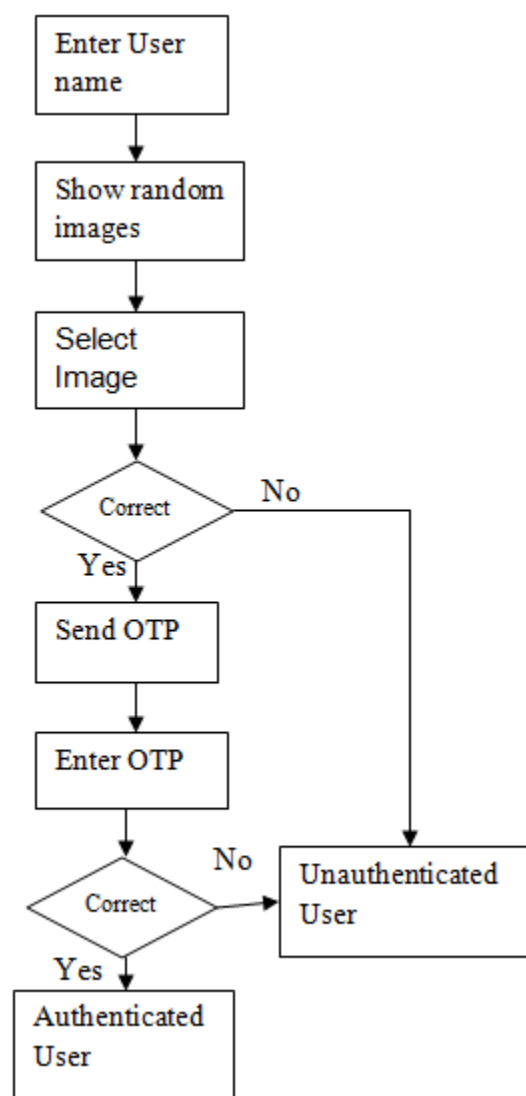 Enter User
name
Show random
images
Select
Image
Correct
No
Yes
Send OTP
Enter OTP
Correct
No
Unauthenticated
User
Yes
Authenticated
User